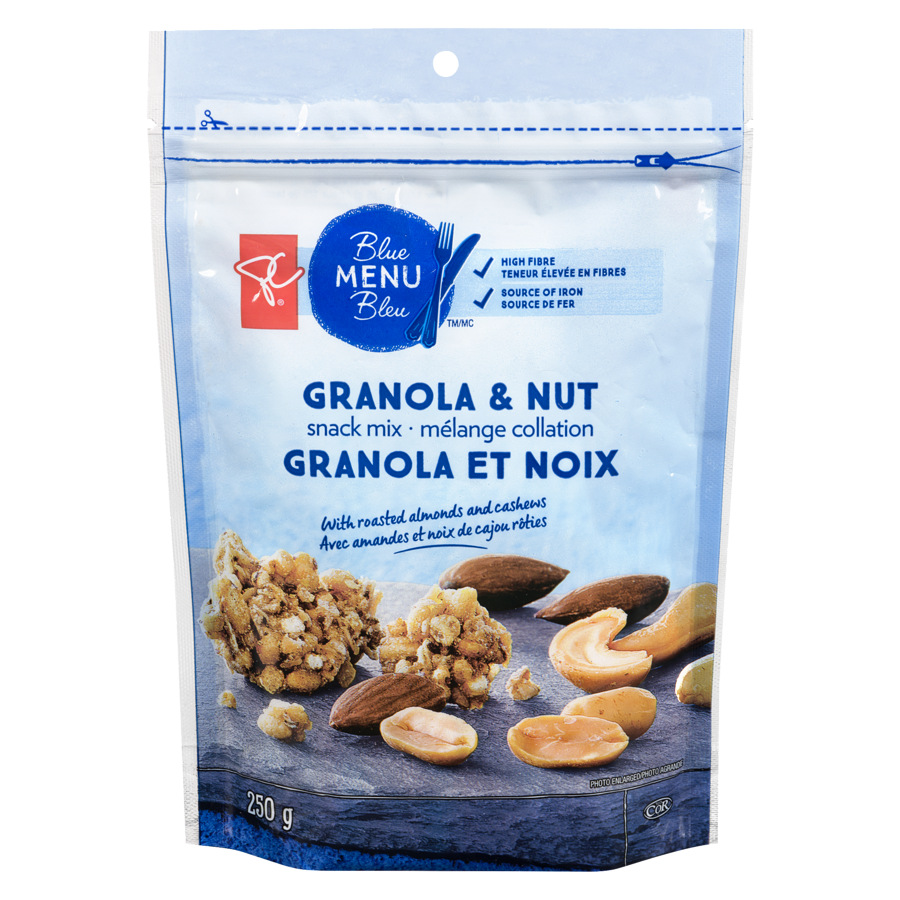 PC®
Blue
MENU
Bleu
TM/MC
HIGH FIBRE
TENEUR ÉLEVÉE EN FIBRES
SOURCE OF IRON
SOURCE DE FER
GRANOLA & NUT
snack mix · mélange collation
GRANOLA ET NOIX
With roasted almonds and cashews
Avec amandes et noix de cajou rôties
PHOTO ENLARGED/PHOTO AGRANDIE
250 g
COR